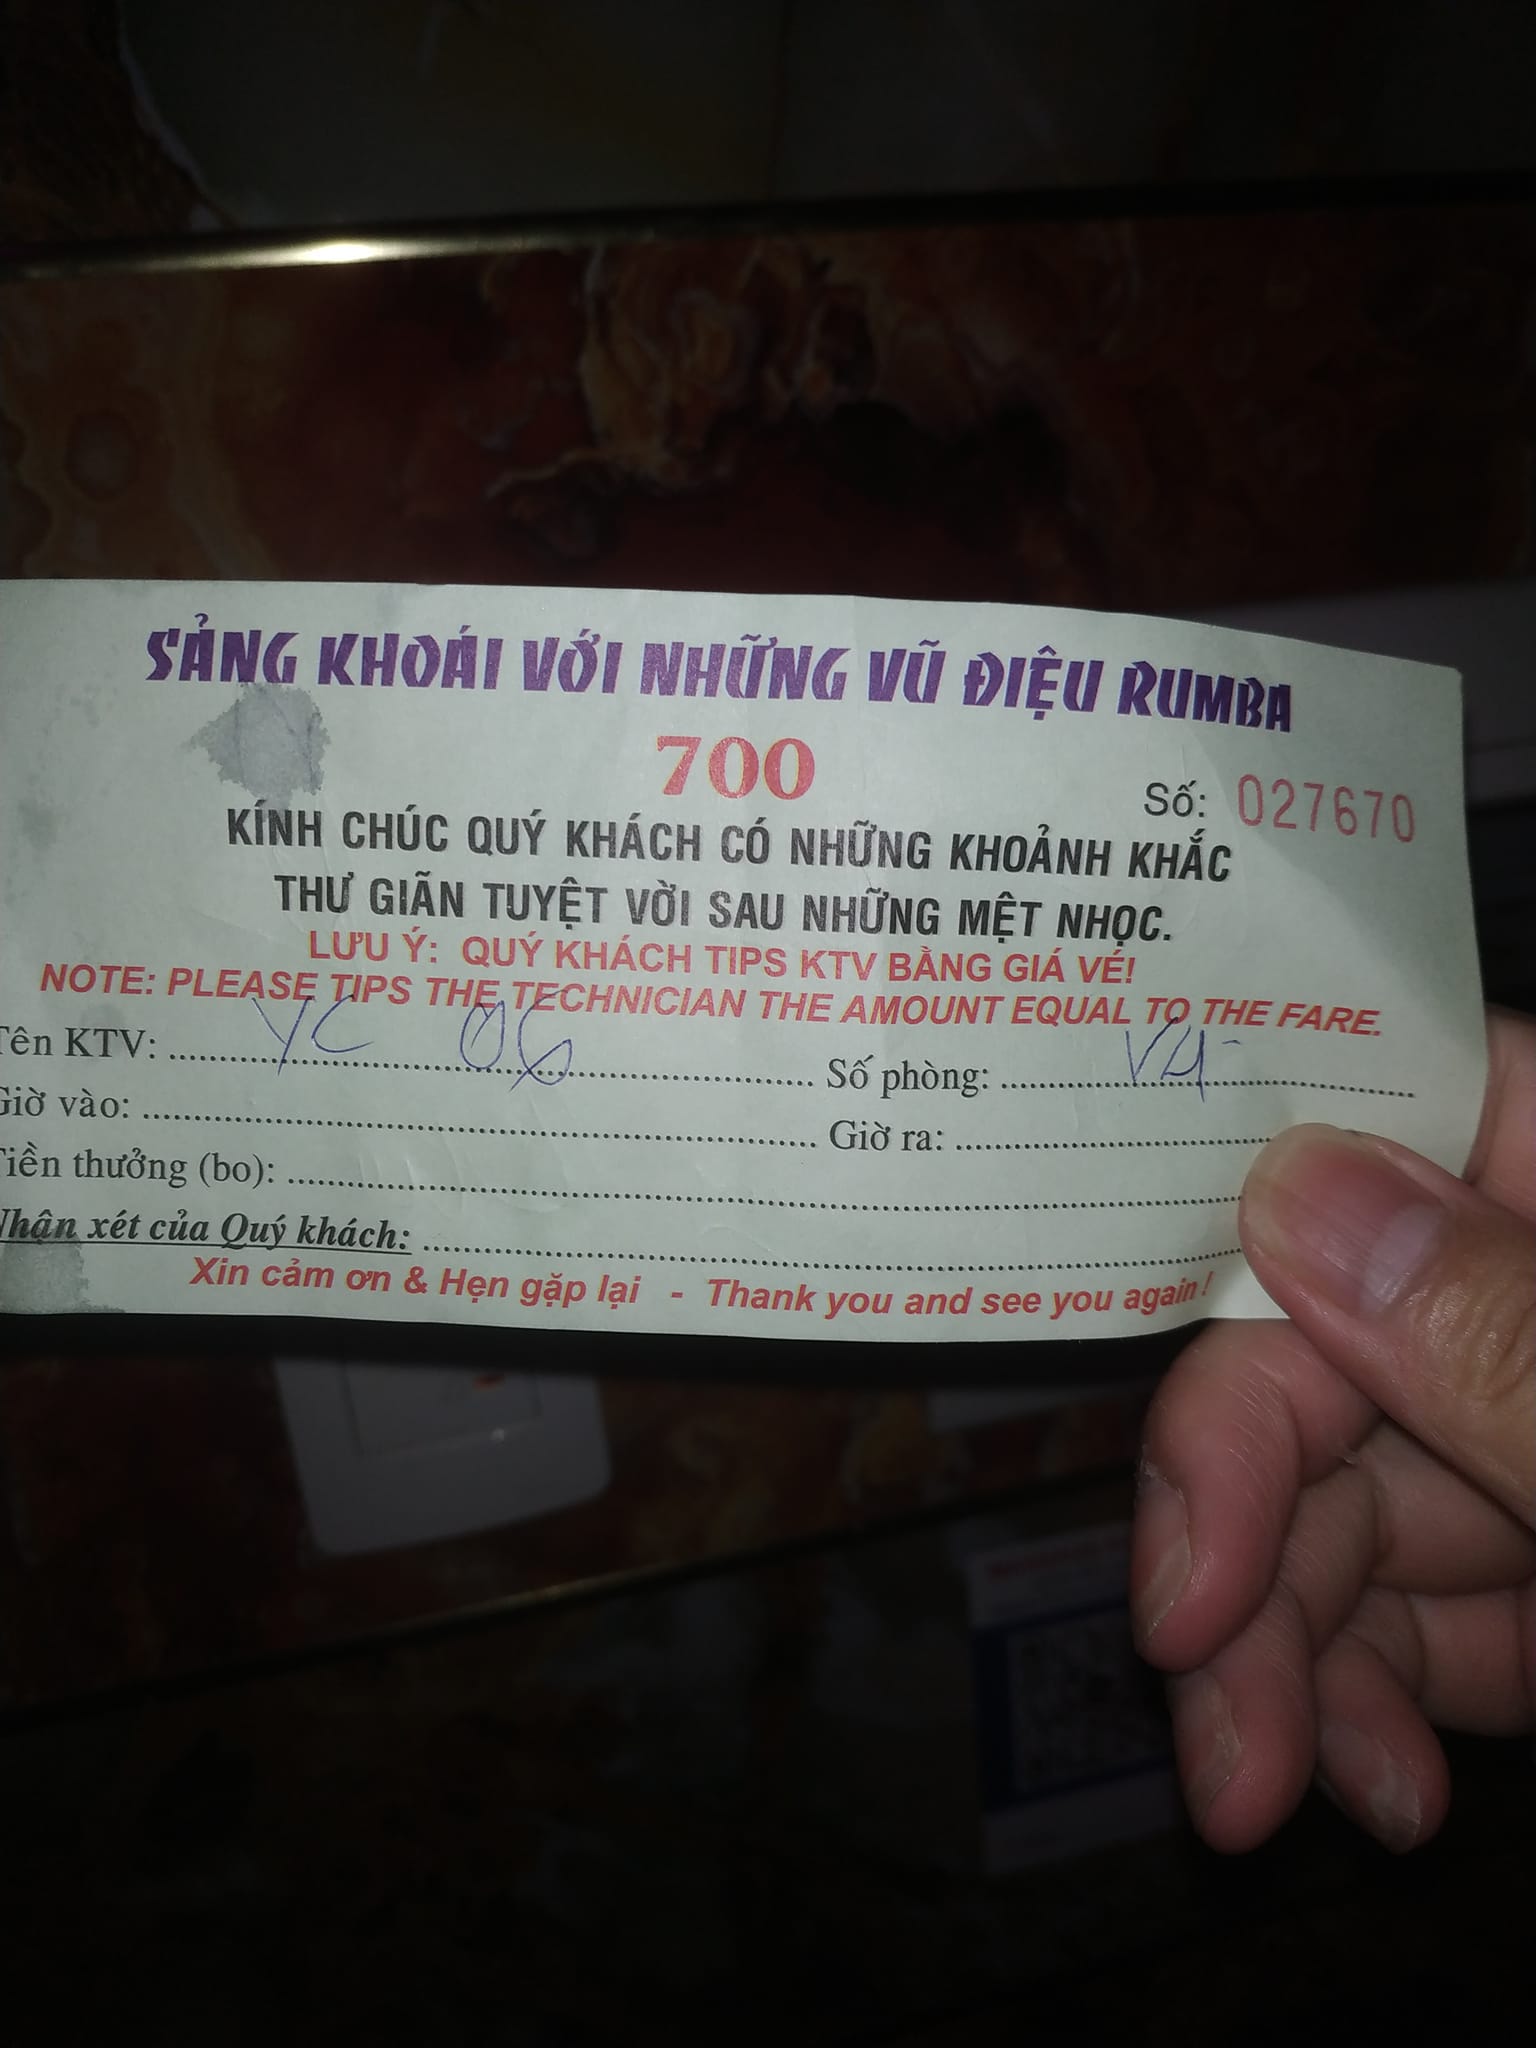 SẢNG KHOÁI VỚI NHỮNG VŨ ĐIỆU RUMBA
700
Số: 027670
KÍNH CHÚC QUÝ KHÁCH CÓ NHỮNG KHOẢNH KHẮC
THƯ GIÃN TUYỆT VỜI SAU NHỮNG MỆT NHỌC.
LƯU Ý: QUÝ KHÁCH TIPS KTV BẰNG GIÁ VÉ!
NOTE: PLEASE TIPS THE TECHNICIAN THE AMOUNT EQUAL TO THE FARE.
Tên KTV: YC 06 Số phòng: V4
Giờ vào: Giờ ra:
Tiền thưởng (bo):
Nhận xét của Quý khách:
Xin cảm ơn & Hẹn gặp lại - Thank you and see you again!